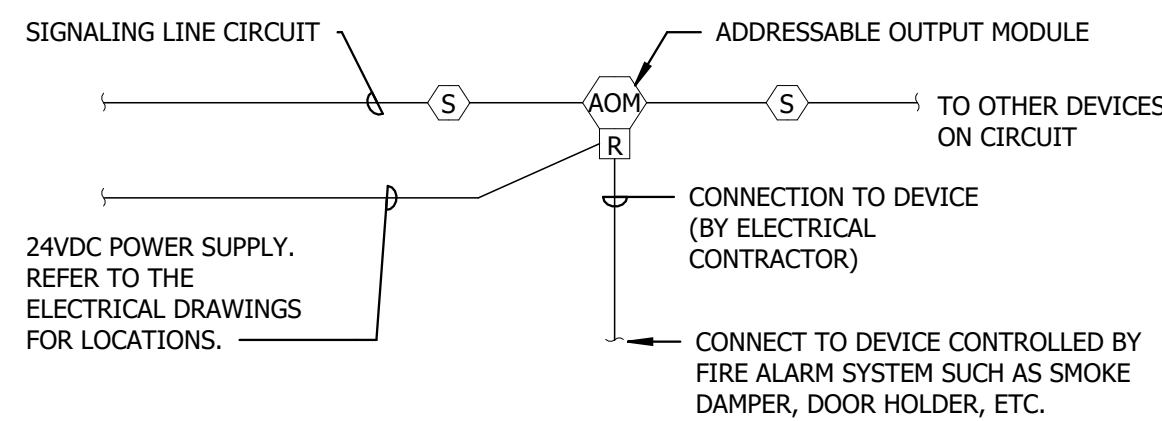 SIGNALING LINE CIRCUIT
ADDRESSABLE OUTPUT MODULE
S
AOM
S
TO OTHER DEVICES
ON CIRCUIT
R
CONNECTION TO DEVICE
(BY ELECTRICAL
CONTRACTOR)
24VDC POWER SUPPLY.
REFER TO THE
ELECTRICAL DRAWINGS
FOR LOCATIONS.
CONNECT TO DEVICE CONTROLLED BY
FIRE ALARM SYSTEM SUCH AS SMOKE
DAMPER, DOOR HOLDER, ETC.